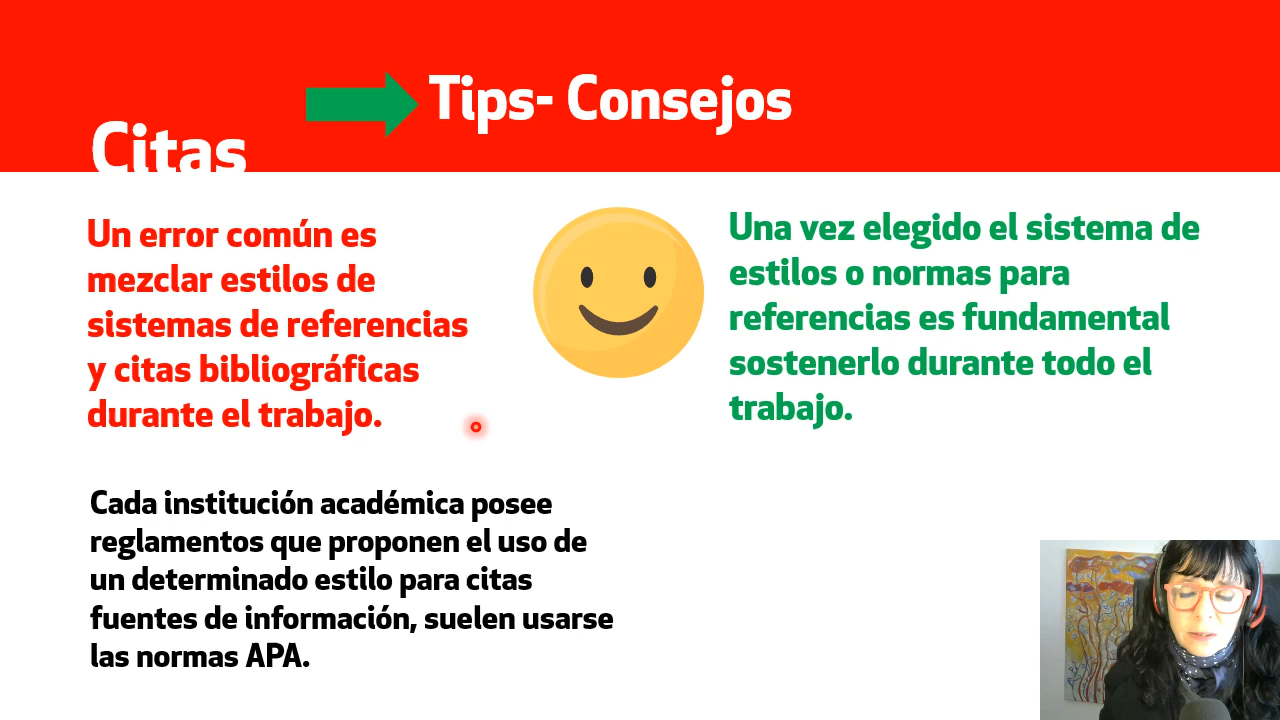 Citas
Tips- Consejos
Un error común es
mezclar estilos de
sistemas de referencias
y citas bibliográficas
durante el trabajo.
Una vez elegido el sistema de
estilos o normas para
referencias es fundamental
sostenerlo durante todo el
trabajo.
Cada institución académica posee
reglamentos que proponen el uso de
un determinado estilo para citas
fuentes de información, suelen usarse
las normas APA.